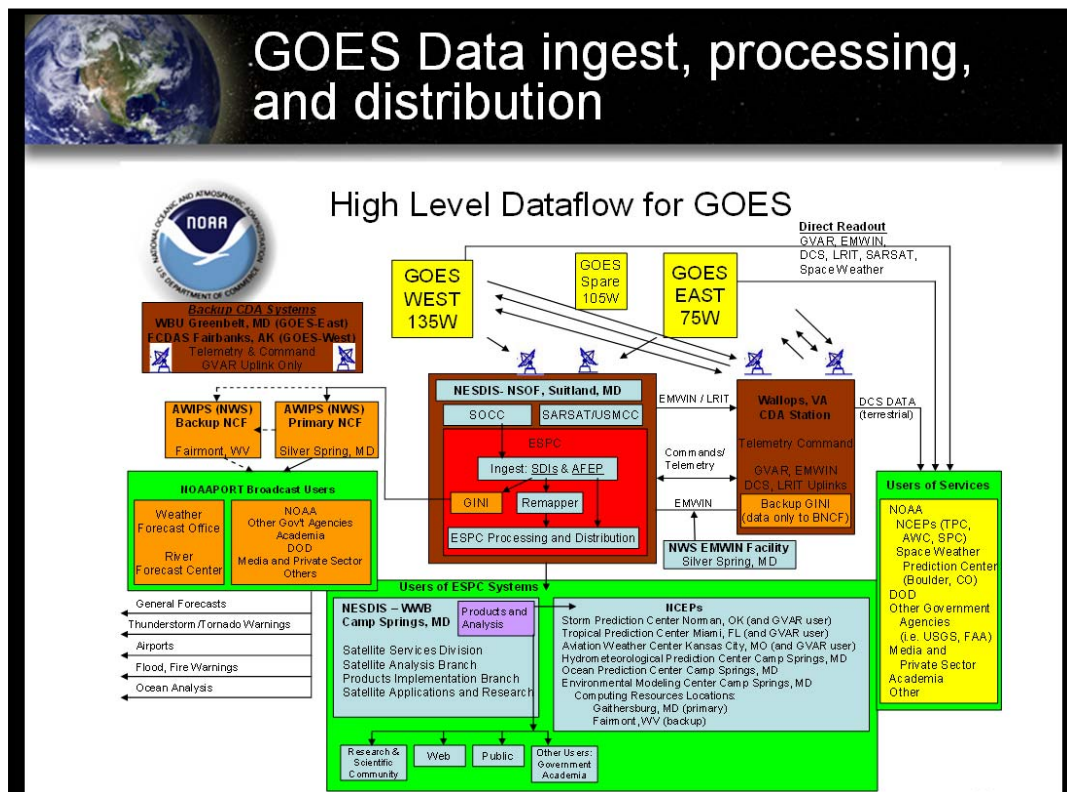 GOES Data ingest, processing,
and distribution
High Level Dataflow for GOES
NATIONAL OCEANIC AND ATMOSPHERIC ADMINISTRATION
U.S. DEPARTMENT OF COMMERCE
NOAA
Direct Readout
GVAR, EMWIN,
DCS, LRIT, SARSAT,
Space Weather
GOES
WEST
135W
GOES
Spare
105W
GOES
EAST
75W
Backup CDA Systems
WBU Greenbelt, MD (GOES-East)
FCDAS Fairbanks, AK (GOES-West)
Telemetry & Command
GVAR Uplink Only
AWIPS (NWS)
Backup NCF
Fairmont, WV
AWIPS (NWS)
Primary NCF
Silver Spring, MD
NESDIS- NSOF, Suitland, MD
SOCC
SARSAT/USMCC
ESPC
Ingest: SDIs & AFEP
GINI
Remapper
ESPC Processing and Distribution
EMWIN / LRIT
Commands/
Telemetry
EMWIN
Wallops, VA
CDA Station
Telemetry Command
GVAR, EMWIN
DCS, LRIT Uplinks
Backup GINI
(data only to BNCF)
DCS DATA
(terrestrial)
NWS EMWIN Facility
Silver Spring, MD
NOAAPORT Broadcast Users
Weather
Forecast Office
River
Forecast Center
NOAA
Other Gov't Agencies
Academia
DOD
Media and Private Sector
Others
General Forecasts
Thunderstorm/Tornado Warnings
Airports
Flood, Fire Warnings
Ocean Analysis
Users of ESPC Systems
NESDIS – WWB
Camp Springs, MD
Satellite Services Division
Satellite Analysis Branch
Products Implementation Branch
Satellite Applications and Research
Products and
Analysis
NCEPs
Storm Prediction Center Norman, OK (and GVAR user)
Tropical Prediction Center Miami, FL (and GVAR user)
Aviation Weather Center Kansas City, MO (and GVAR user)
Hydrometeorological Prediction Center Camp Springs, MD
Ocean Prediction Center Camp Springs, MD
Environmental Modeling Center Camp Springs, MD
Computing Resources Locations:
Gaithersburg, MD (primary)
Fairmont, WV (backup)
Research &
Scientific
Community
Web
Public
Other Users:
Government
Academia
Users of Services
NOAA
NCEPs (TPC,
AWC, SPC)
Space Weather
Prediction Center
(Boulder, CO)
DOD
Other Government
Agencies
(i.e. USGS, FAA)
Media and
Private Sector
Academia
Other